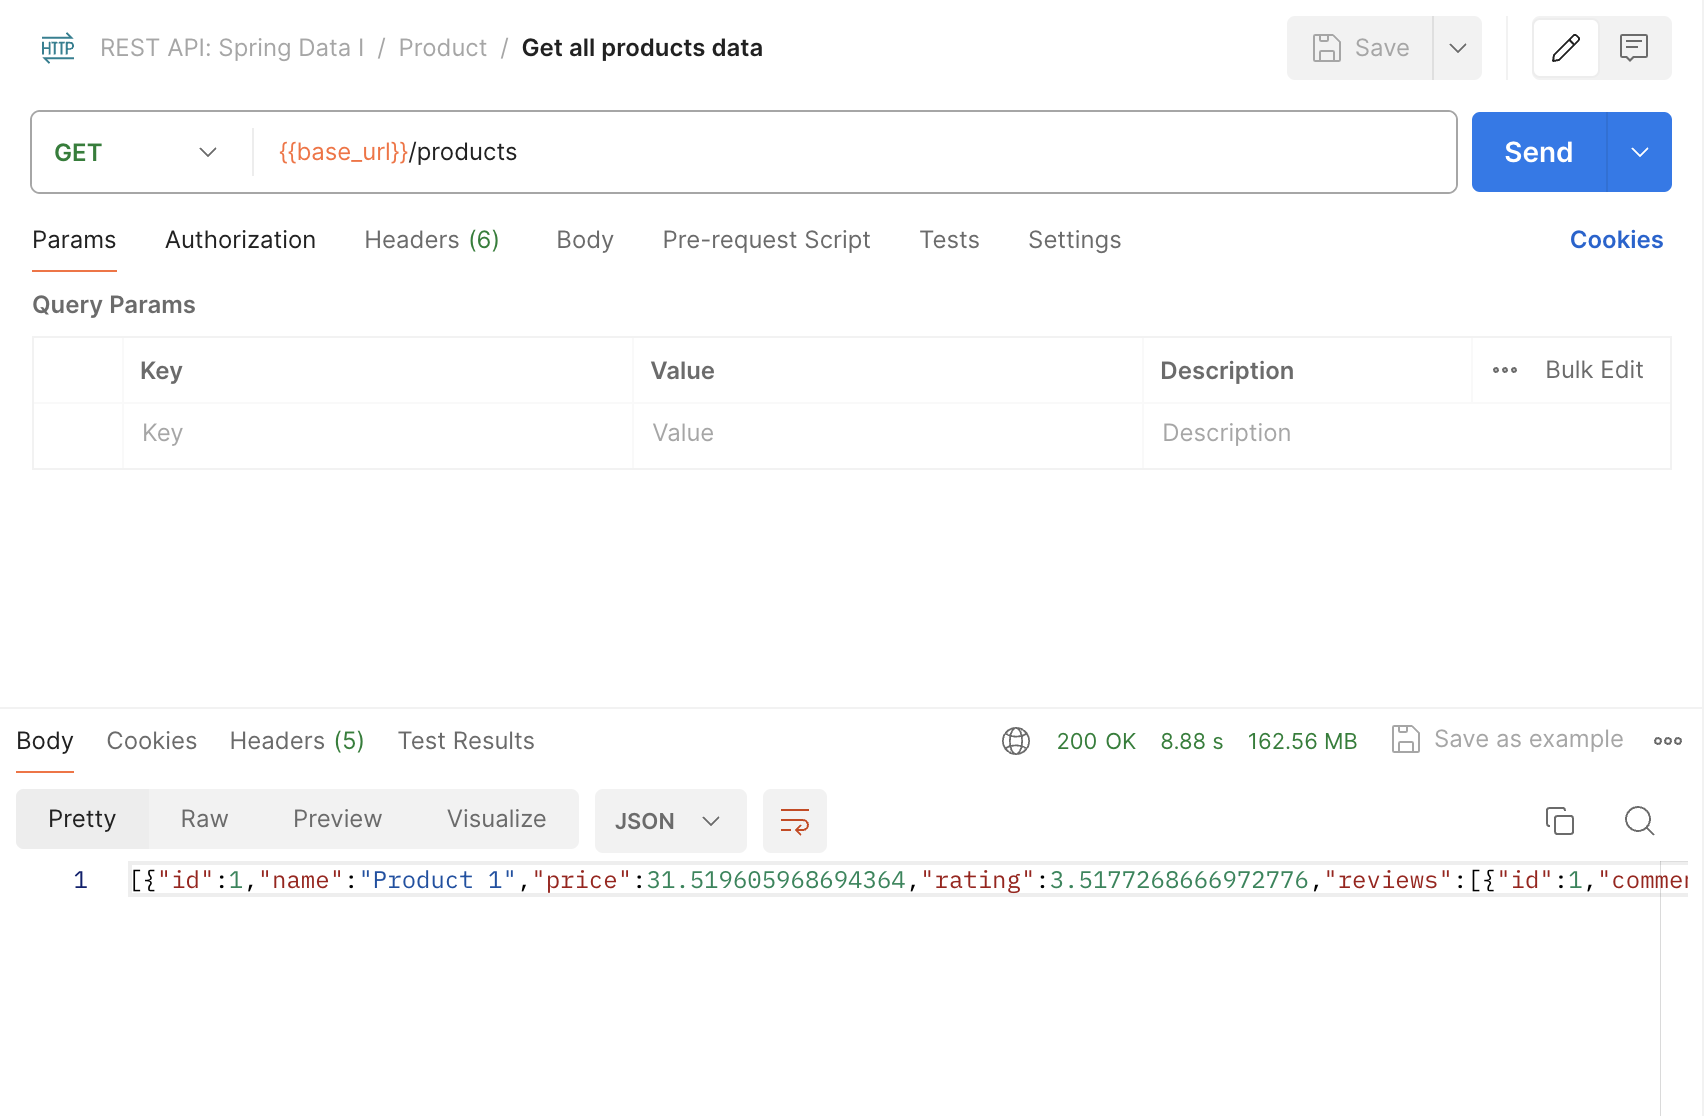 HTTP REST API: Spring Data I / Product / Get all products data Save
GET {{base_url}}/products Send
Params Authorization Headers (6) Body Pre-request Script Tests Settings Cookies
Query Params
Key Value Description Bulk Edit
Key Value Description
Body Cookies Headers (5) Test Results 200 OK 8.88 s 162.56 MB Save as example
Pretty Raw Preview Visualize JSON
1 [{"id":1,"name":"Product 1","price":31.519605968694364,"rating":3.5177268666972776,"reviews":[{"id":1,"commen